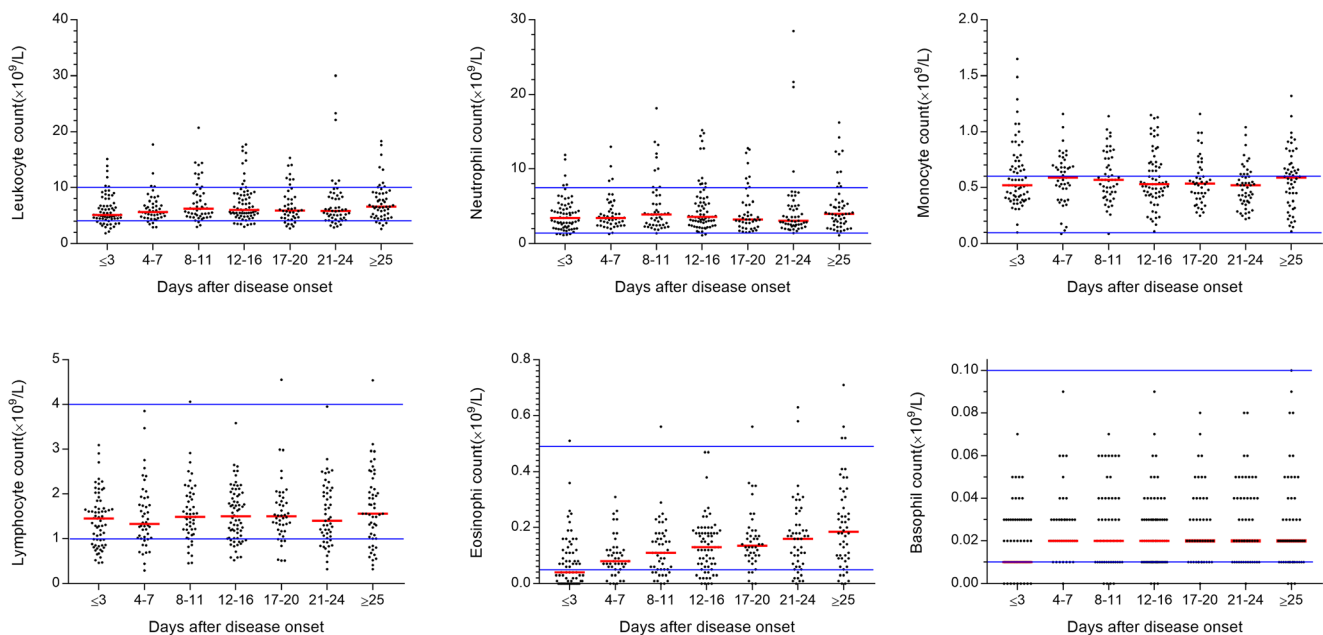 Leukocyte count(×10⁹/L)
40
30
20
10
0
≤3 4-7 8-11 12-16 17-20 21-24 ≥25
Days after disease onset
Neutrophil count(×10⁹/L)
30
20
10
0
≤3 4-7 8-11 12-16 17-20 21-24 ≥25
Days after disease onset
Monocyte count(×10⁹/L)
2.0
1.5
1.0
0.5
0.0
≤3 4-7 8-11 12-16 17-20 21-24 ≥25
Days after disease onset
Lymphocyte count(×10⁹/L)
5
4
3
2
1
0
≤3 4-7 8-11 12-16 17-20 21-24 ≥25
Days after disease onset
Eosinophi count(×10⁹/L)
0.8
0.6
0.4
0.2
0.0
≤3 4-7 8-11 12-16 17-20 21-24 ≥25
Days after disease onset
Basophil count(×10⁹/L)
0.10
0.08
0.06
0.04
0.02
0.00
≤3 4-7 8-11 12-16 17-20 21-24 ≥25
Days after disease onset